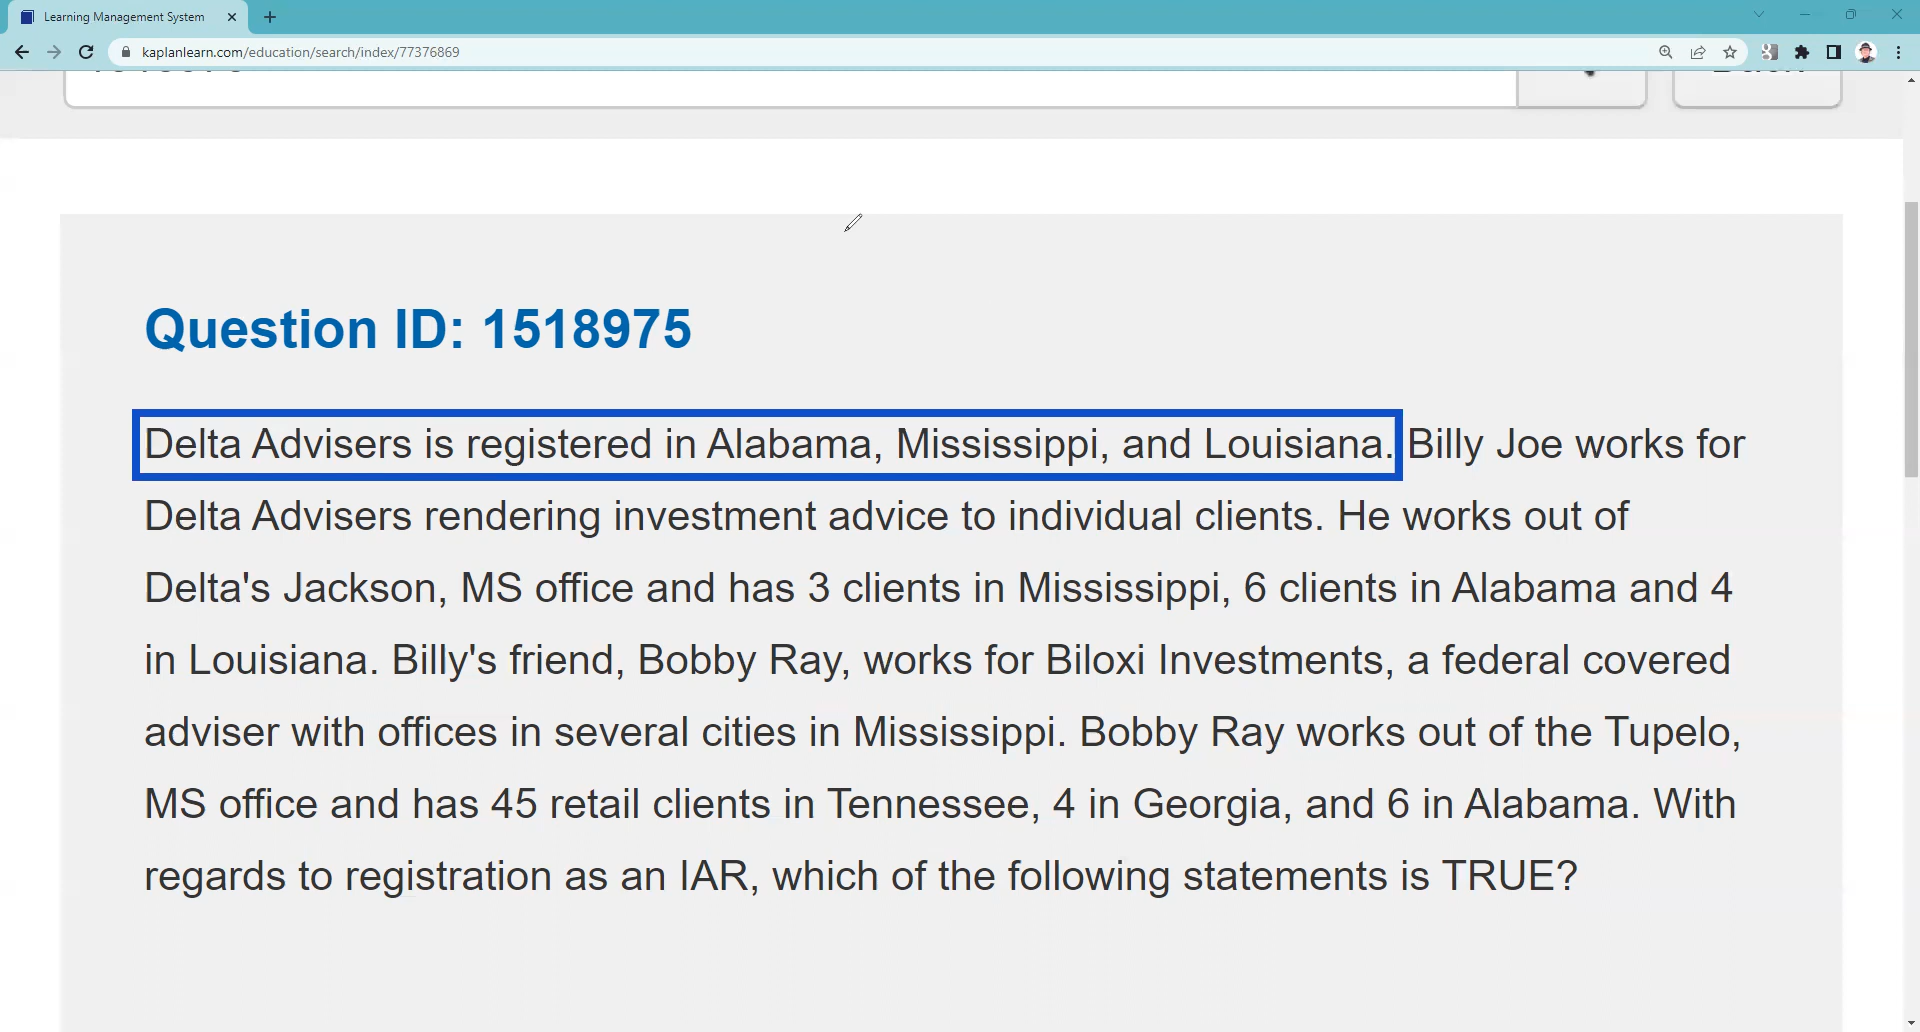 Learning Management System
kaplanlearn.com/education/search/index/77376869
Question ID: 1518975
Delta Advisers is registered in Alabama, Mississippi, and Louisiana. Billy Joe works for
Delta Advisers rendering investment advice to individual clients. He works out of
Delta's Jackson, MS office and has 3 clients in Mississippi, 6 clients in Alabama and 4
in Louisiana. Billy's friend, Bobby Ray, works for Biloxi Investments, a federal covered
adviser with offices in several cities in Mississippi. Bobby Ray works out of the Tupelo,
MS office and has 45 retail clients in Tennessee, 4 in Georgia, and 6 in Alabama. With
regards to registration as an IAR, which of the following statements is TRUE?